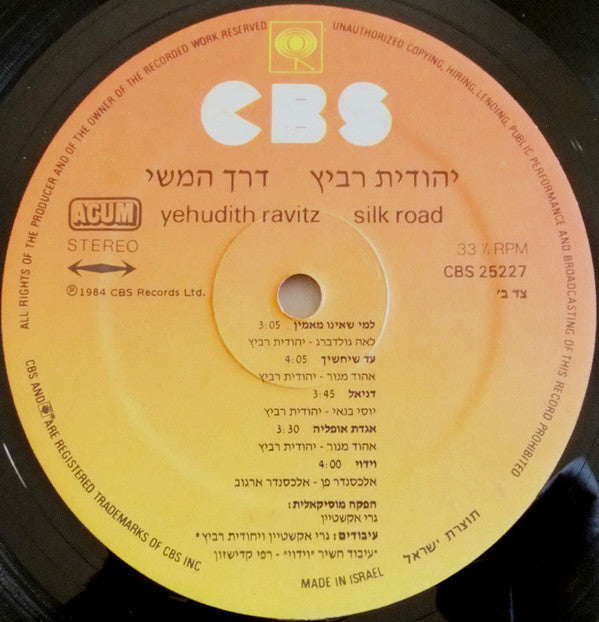 ALL RIGHTS OF THE PRODUCER AND OF THE OWNER OF THE RECORDED WORK RESERVED
UNAUTHORIZED COPYING, HIRING, LENDING, PUBLIC PERFORMANCE AND BROADCASTING OF THIS RECORD PROHIBITED
CBS
יהודית רביץ דרך המשי
ACUM yehudith ravitz silk road
STEREO
33⅓ RPM
CBS 25227
℗ 1984 CBS Records Ltd.
צד ב׳
למי שאינו מאמין 3:05
לאה גולדברג - יהודית רביץ
עד שיחשיך 4:05
אהוד מנור - יהודית רביץ
דניאל 3:45
יוסי בנאי - יהודית רביץ
אגדת אופליה 3:30
אהוד מנור - יהודית רביץ
וידוי 4:00
אלכסנדר פן - אלכסנדר ארגוב
הפקה מוסיקאלית:
גרי אקשטיין
עיבודים: גרי אקשטיין ויהודית רביץ *
*עיבוד השיר "וידוי" - רפי קדישזון
CBS AND ® ARE REGISTERED TRADEMARKS OF CBS INC
MADE IN ISRAEL
תוצרת ישראל